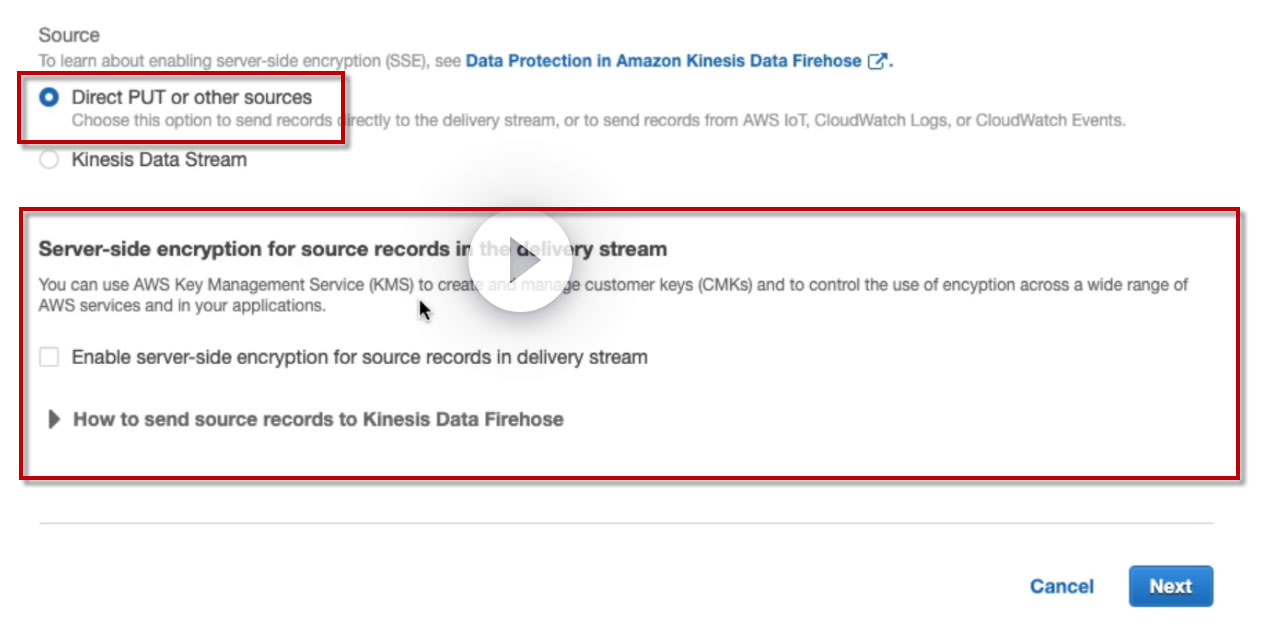 Source
To learn about enabling server-side encryption (SSE), see Data Protection in Amazon Kinesis Data Firehose.
Direct PUT or other sources
Choose this option to send records directly to the delivery stream, or to send records from AWS IoT, CloudWatch Logs, or CloudWatch Events.
Kinesis Data Stream
Server-side encryption for source records in the delivery stream
You can use AWS Key Management Service (KMS) to create and manage customer keys (CMKs) and to control the use of encyption across a wide range of
AWS services and in your applications.
Enable server-side encryption for source records in delivery stream
How to send source records to Kinesis Data Firehose
Cancel
Next